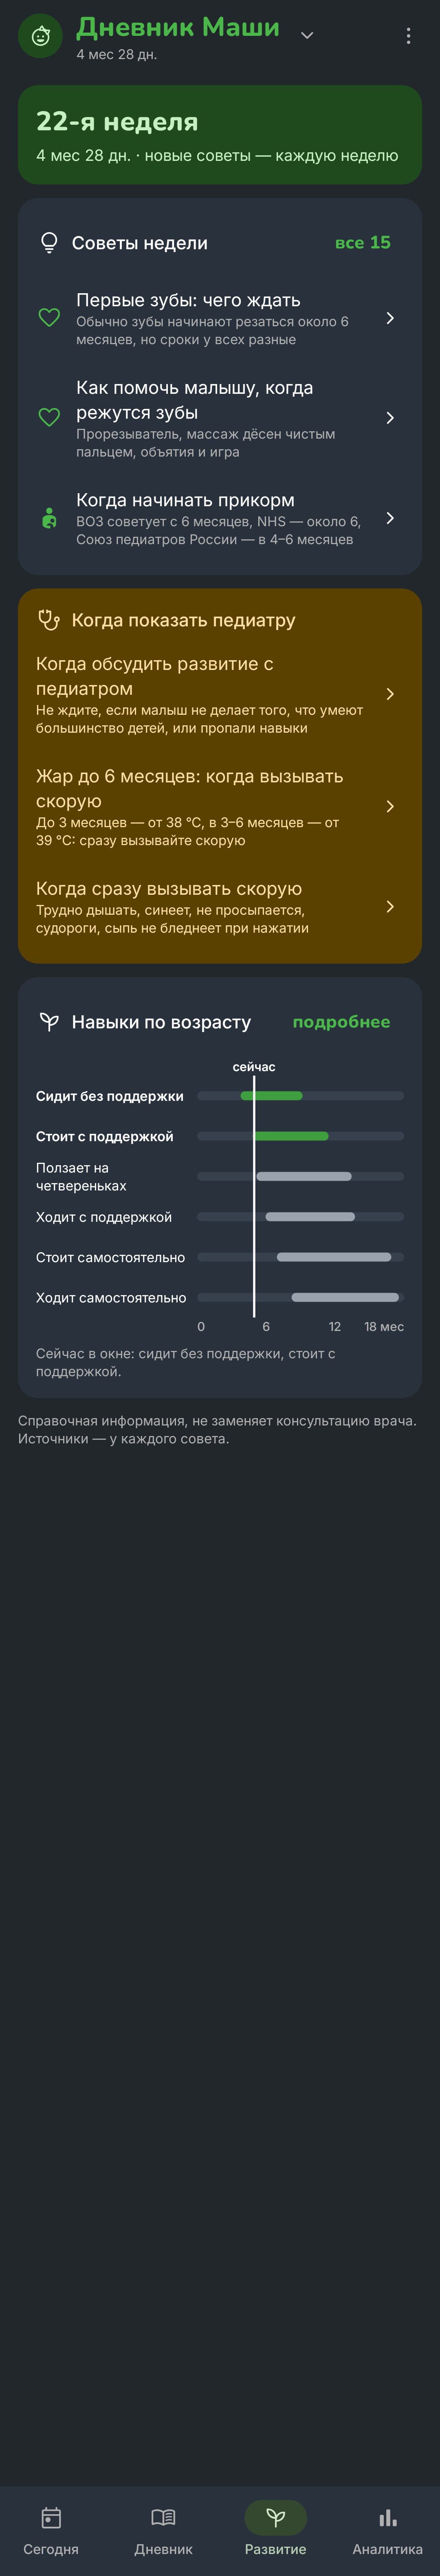 Дневник Маши
4 мес 28 дн.
22-я неделя
4 мес 28 дн. · новые советы — каждую неделю
Советы недели
все 15
Первые зубы: чего ждать
Обычно зубы начинают резаться около 6
месяцев, но сроки у всех разные
Как помочь малышу, когда
режутся зубы
Прорезыватель, массаж дёсен чистым
пальцем, объятия и игра
Когда начинать прикорм
ВОЗ советует с 6 месяцев, NHS — около 6,
Союз педиатров России — в 4–6 месяцев
Когда показать педиатру
Когда обсудить развитие с
педиатром
Не ждите, если малыш не делает того, что умеют
большинство детей, или пропали навыки
Жар до 6 месяцев: когда вызывать
скорую
До 3 месяцев — от 38 °C, в 3–6 месяцев — от
39 °C: сразу вызывайте скорую
Когда сразу вызывать скорую
Трудно дышать, синеет, не просыпается,
судороги, сыпь не бледнеет при нажатии
Навыки по возрасту
подробнее
сейчас
Сидит без поддержки
Стоит с поддержкой
Ползает на
четвереньках
Ходит с поддержкой
Стоит самостоятельно
Ходит самостоятельно
0 6 12 18 мес
Сейчас в окне: сидит без поддержки, стоит с
поддержкой.
Справочная информация, не заменяет консультацию врача.
Источники — у каждого совета.
Сегодня
Дневник
Развитие
Аналитика